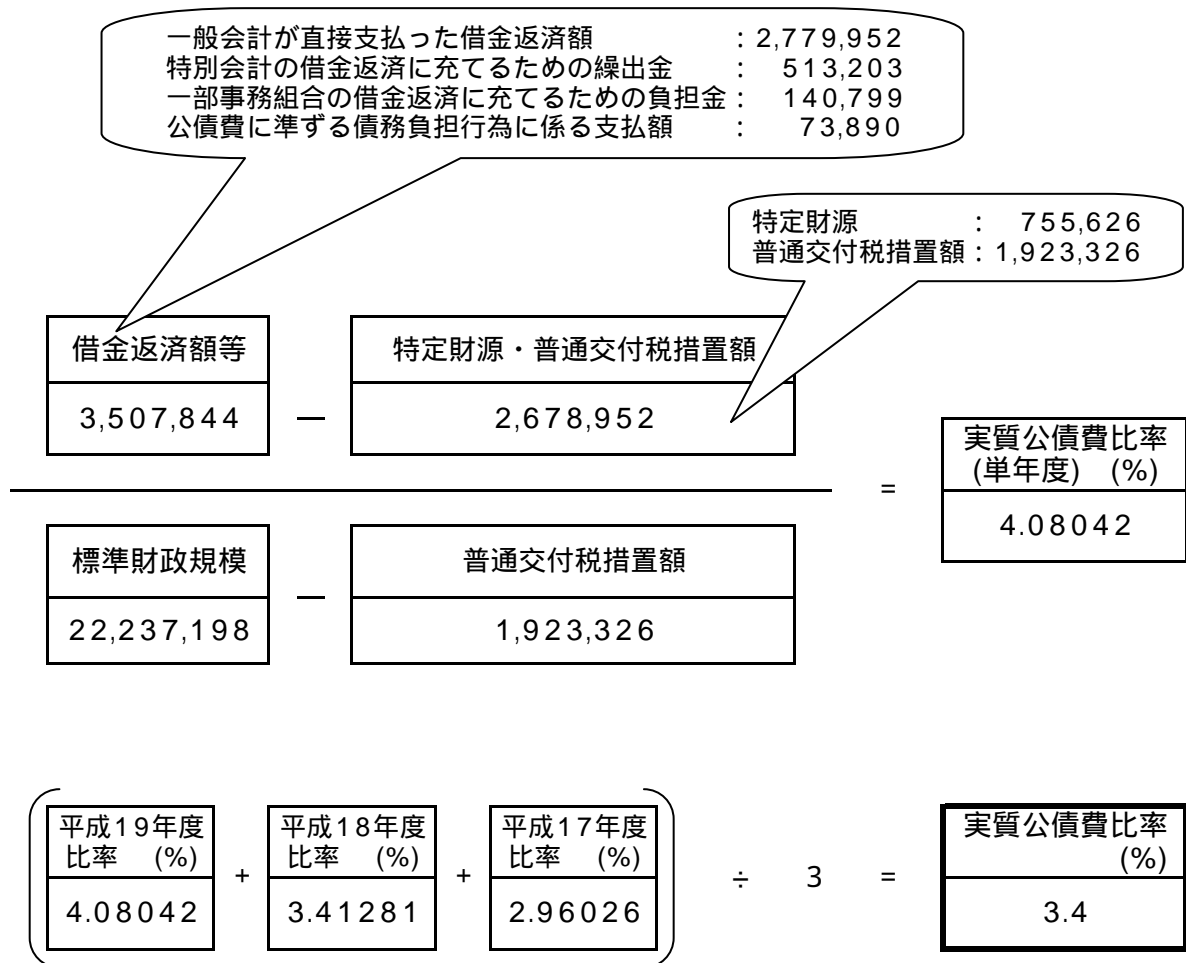 一般会計が直接支払った借金返済額 : 2,779,952
特別会計の借金返済に充てるための繰出金 : 513,203
一部事務組合の借金返済に充てるための負担金 : 140,799
公債費に準ずる債務負担行為に係る支払額 : 73,890
特定財源 : 755,626
普通交付税措置額 : 1,923,326
借金返済額等
特定財源・普通交付税措置額
3,507,844 — 2,678,952
実質公債費比率
(単年度) (%)
=
4.08042
標準財政規模
普通交付税措置額
22,237,198 — 1,923,326
平成19年度
比率 (%)
4.08042
+
平成18年度
比率 (%)
3.41281
+
平成17年度
比率 (%)
2.96026
÷ 3 =
実質公債費比率
(%)
3.4